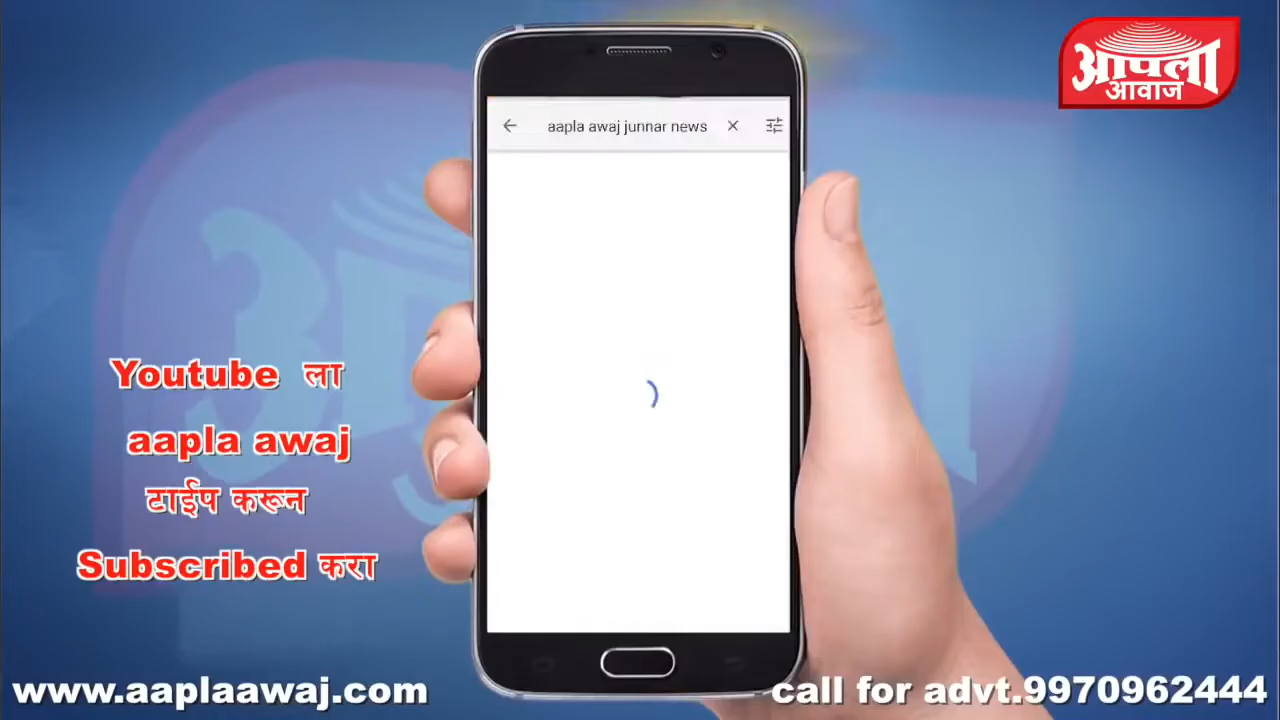 आपला
आवाज
aapla awaj junnar news
Youtube ला
aapla awaj
टाईप करून
Subscribed करा
www.aaplaawaj.com
call for advt.9970962444